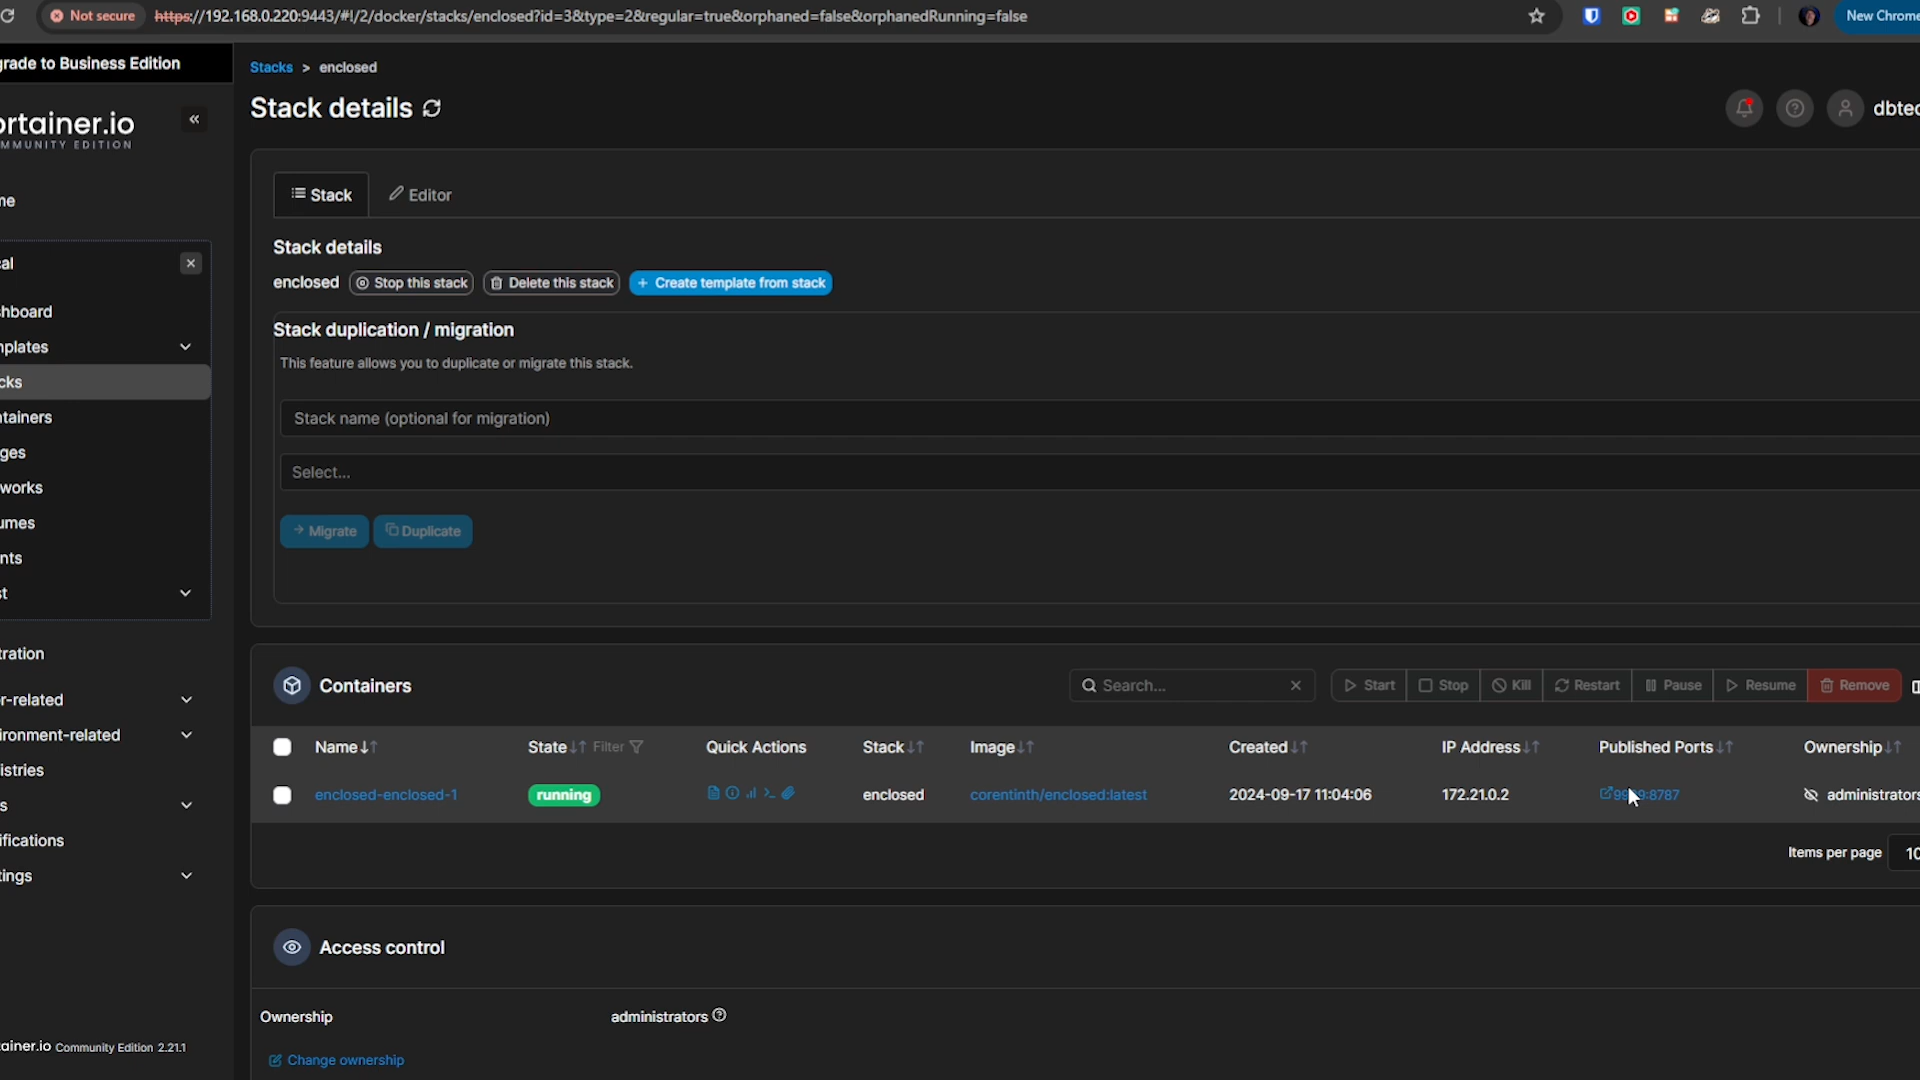 Not secure https://192.168.0.220:9443/#!/2/docker/stacks/enclosed?id=3&type=2&regular=true&orphaned=false&orphanedRunning=false New Chrome
grade to Business Edition
Stacks > enclosed
Stack details
dbtec
ortainer.io
MMUNITY EDITION
me
al
hboard
nplates
cks
ntainers
ges
works
umes
nts
t
tration
r-related
ironment-related
istries
s
ifications
tings
tainer.io Community Edition 2.21.1
Stack Editor
Stack details
enclosed Stop this stack Delete this stack + Create template from stack
Stack duplication / migration
This feature allows you to duplicate or migrate this stack.
Stack name (optional for migration)
Select...
Migrate Duplicate
Containers Search... Start Stop Kill Restart Pause Resume Remove
Name State Filter Quick Actions Stack Image Created IP Address Published Ports Ownership
enclosed-enclosed-1 running enclosed corentinth/enclosed:latest 2024-09-17 11:04:06 172.21.0.2 administrators
Items per page 10
Access control
Ownership administrators
Change ownership